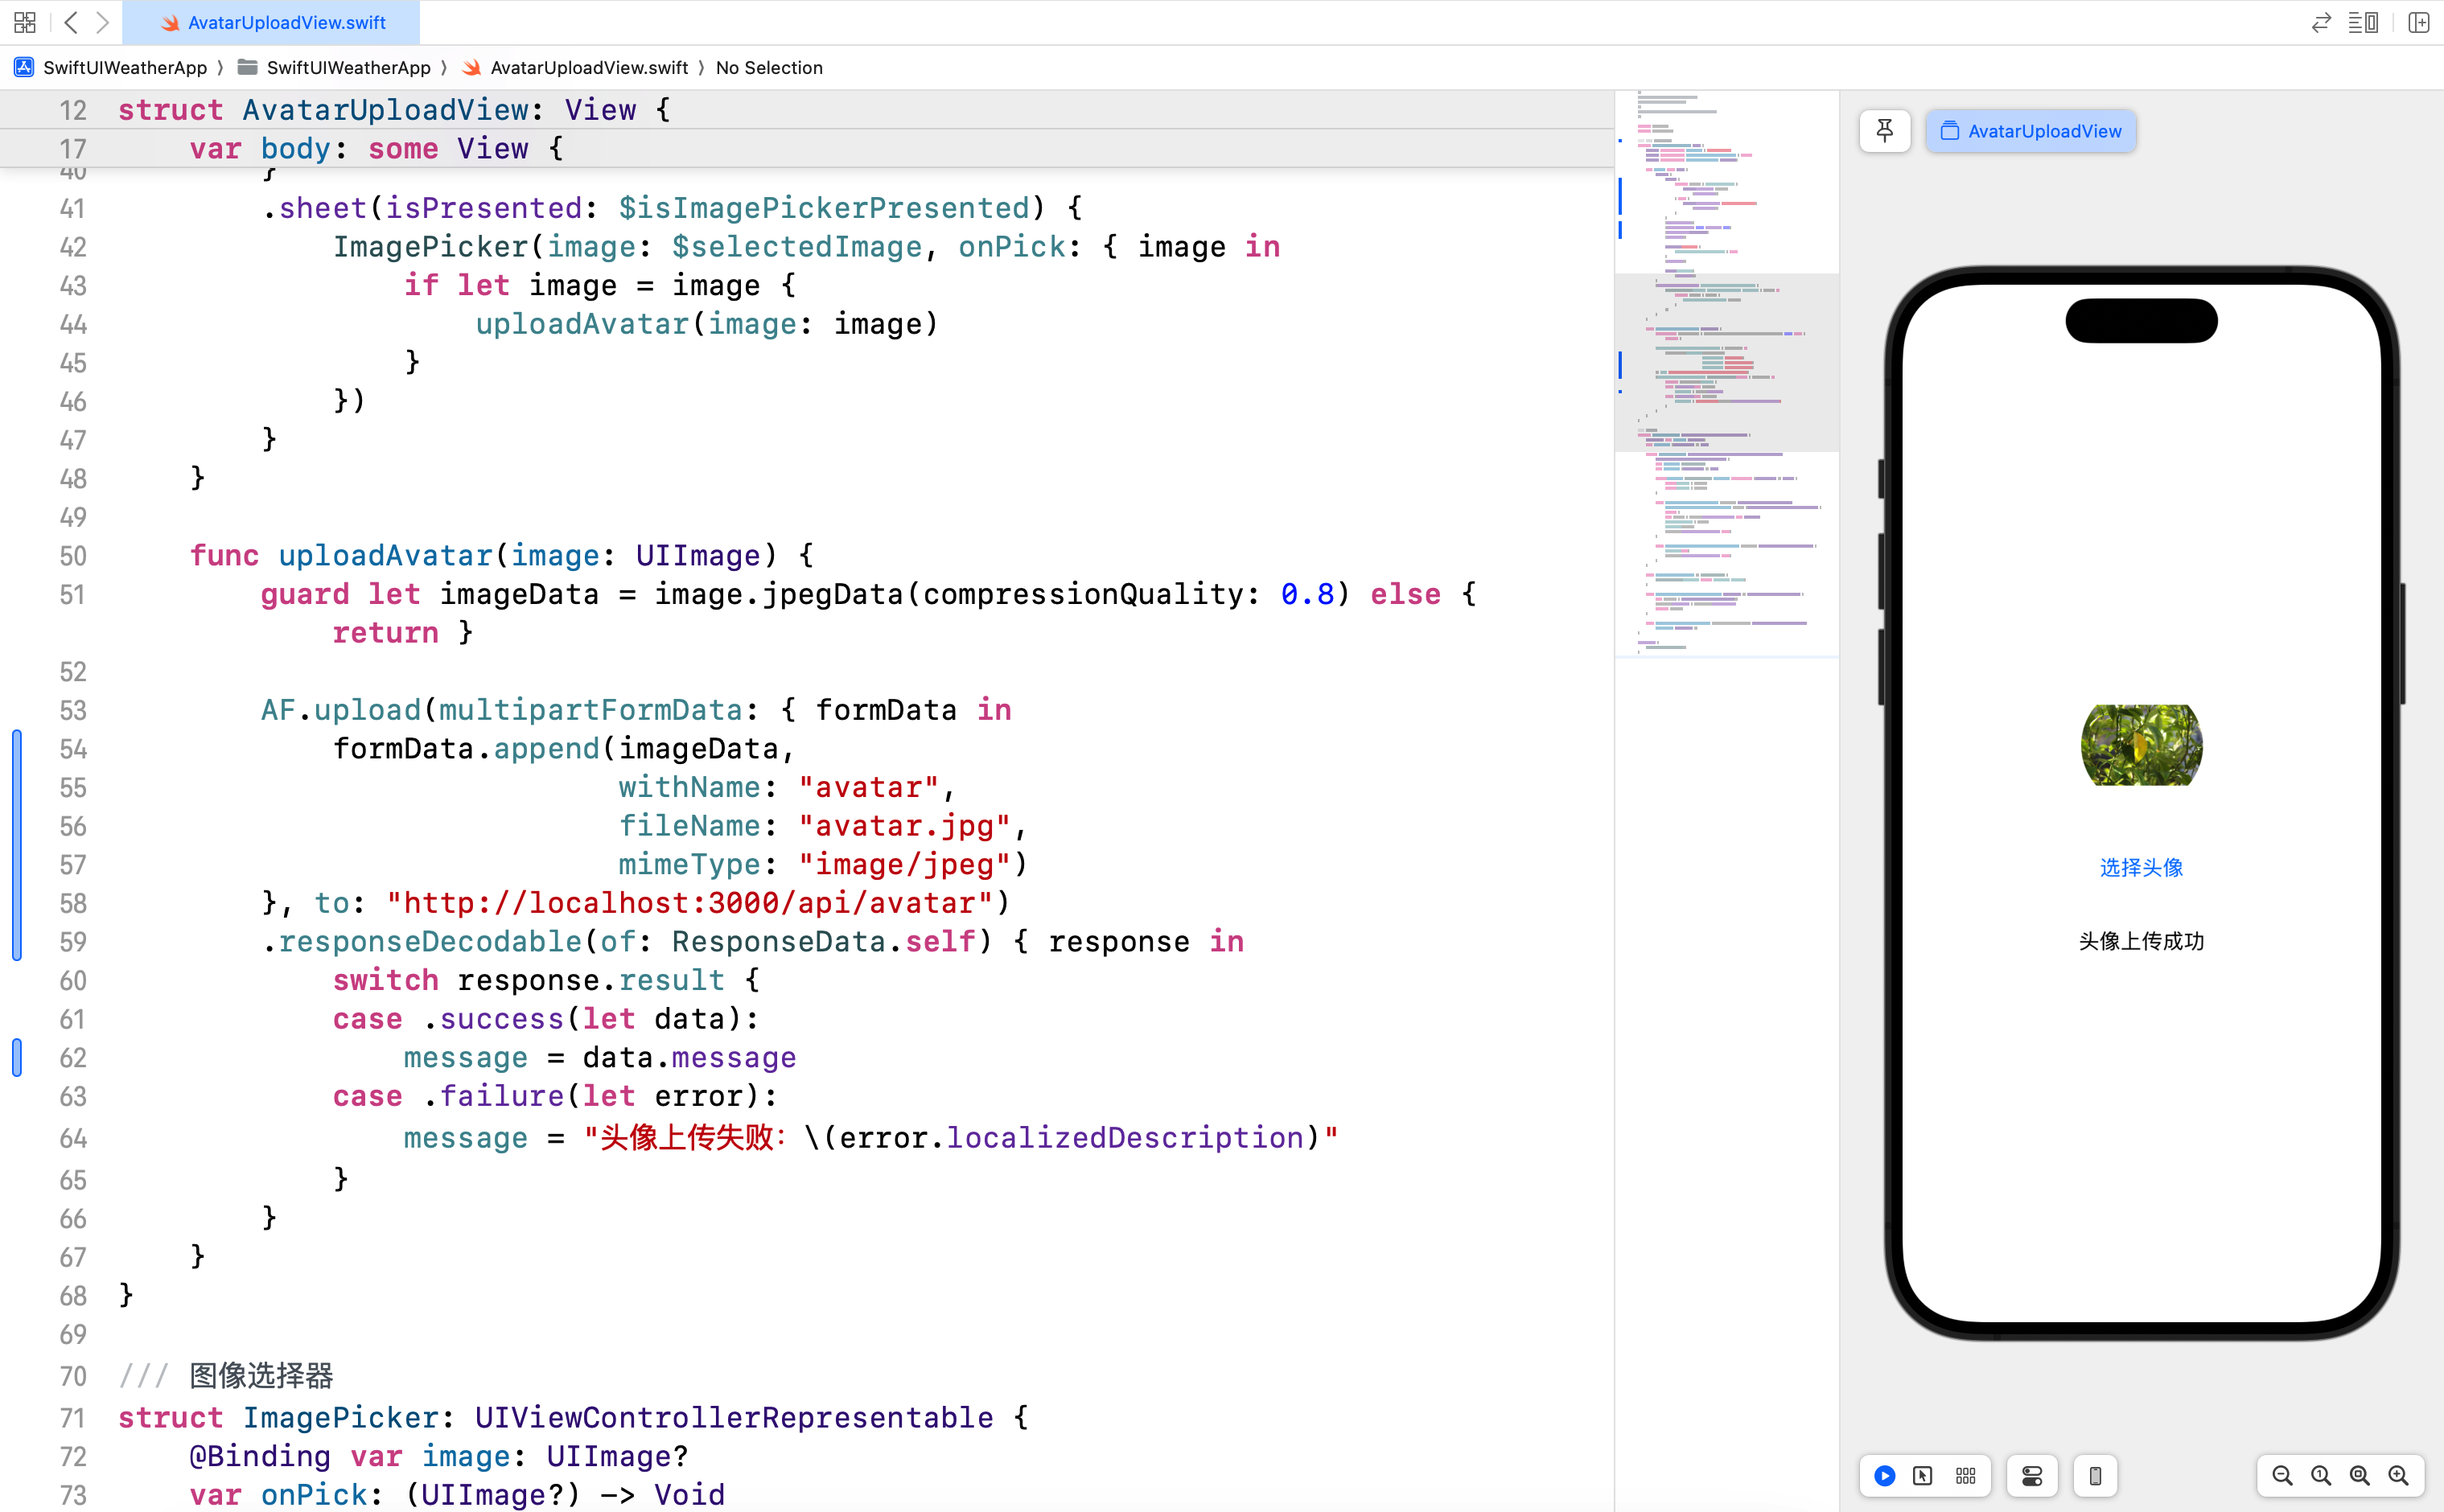 AvatarUploadView.swift
SwiftUIWeatherApp 〉 SwiftUIWeatherApp 〉 AvatarUploadView.swift 〉 No Selection
12 struct AvatarUploadView: View {
17     var body: some View {
40         }
41         .sheet(isPresented: $isImagePickerPresented) {
42             ImagePicker(image: $selectedImage, onPick: { image in
43                 if let image = image {
44                     uploadAvatar(image: image)
45                 }
46             })
47         }
48     }
49
50     func uploadAvatar(image: UIImage) {
51         guard let imageData = image.jpegData(compressionQuality: 0.8) else {
            return }
52
53         AF.upload(multipartFormData: { formData in
54             formData.append(imageData,
55                             withName: "avatar",
56                             fileName: "avatar.jpg",
57                             mimeType: "image/jpeg")
58         }, to: "http://localhost:3000/api/avatar")
59         .responseDecodable(of: ResponseData.self) { response in
60             switch response.result {
61             case .success(let data):
62                 message = data.message
63             case .failure(let error):
64                 message = "头像上传失败：\(error.localizedDescription)"
65             }
66         }
67     }
68 }
69
70 /// 图像选择器
71 struct ImagePicker: UIViewControllerRepresentable {
72     @Binding var image: UIImage?
73     var onPick: (UIImage?) -> Void
AvatarUploadView
选择头像
头像上传成功